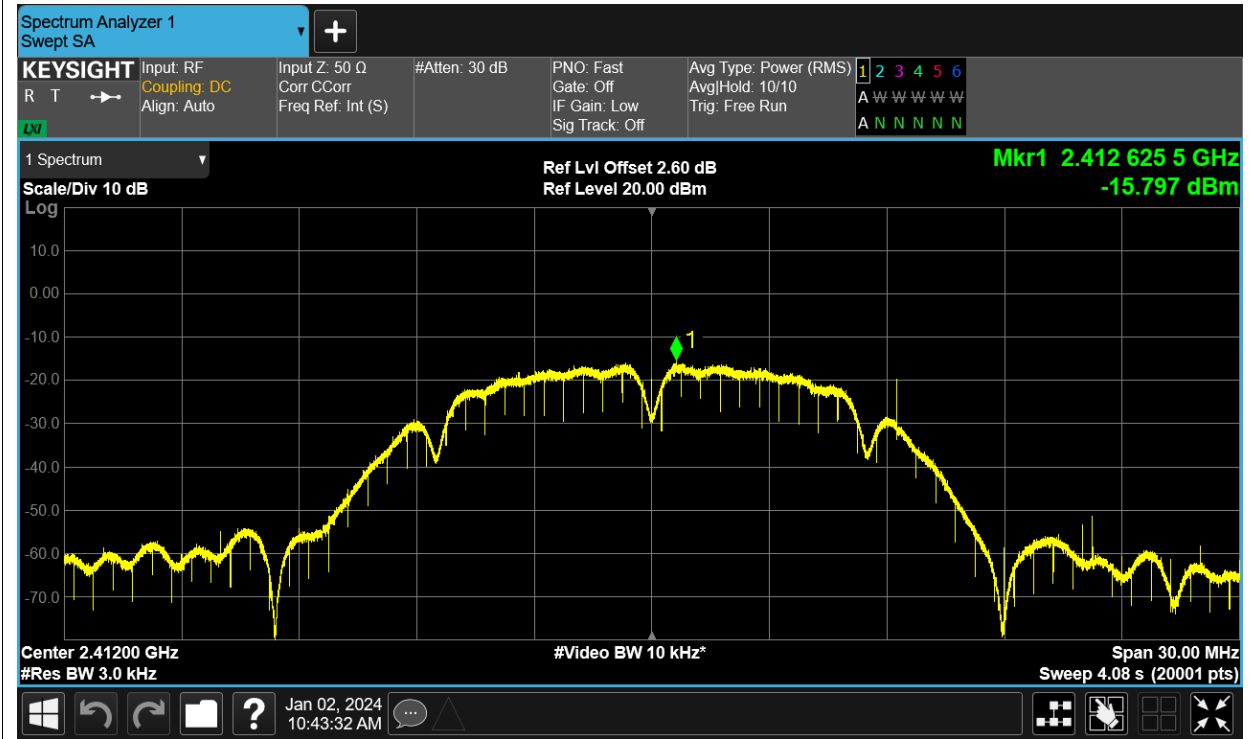 Spectrum Analyzer 1
Swept SA
KEYSIGHT
R T
LXI
Input: RF
Coupling: DC
Align: Auto
Input Z: 50 Ω
Corr CCorr
Freq Ref: Int (S)
#Atten: 30 dB
PNO: Fast
Gate: Off
IF Gain: Low
Sig Track: Off
Avg Type: Power (RMS)
Avg|Hold: 10/10
Trig: Free Run
1 2 3 4 5 6
A W W W W W
A N N N N N
1 Spectrum
Scale/Div 10 dB
Log
Ref Lvl Offset 2.60 dB
Ref Level 20.00 dBm
Mkr1 2.412 625 5 GHz
-15.797 dBm
10.0
0.00
-10.0
-20.0
-30.0
-40.0
-50.0
-60.0
-70.0
1
Center 2.41200 GHz
#Res BW 3.0 kHz
#Video BW 10 kHz*
Span 30.00 MHz
Sweep 4.08 s (20001 pts)
?
Jan 02, 2024
10:43:32 AM